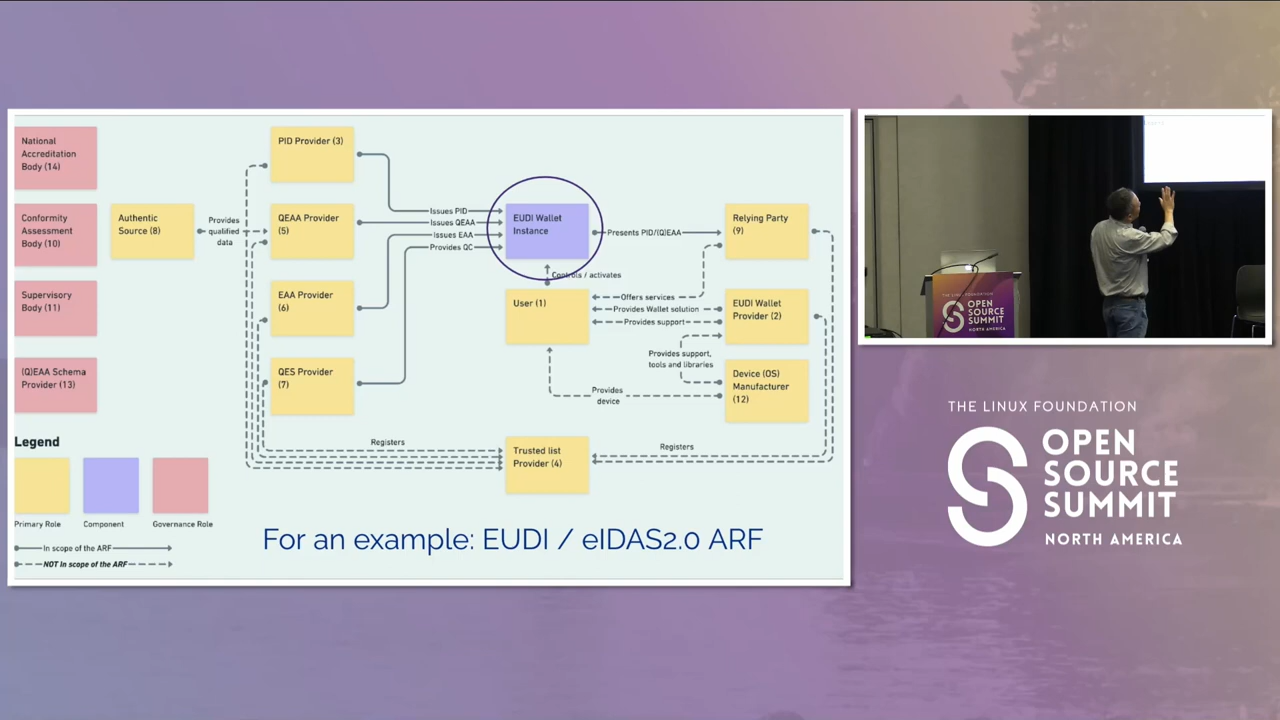 National
Accreditation
Body (14)
Conformity
Assessment
Body (10)
Supervisory
Body (11)
(Q)EAA Schema
Provider (13)
Authentic
Source (8)
Provides
qualified
data
PID Provider (3)
QEAA Provider
(5)
EAA Provider
(6)
QES Provider
(7)
Issues PID
Issues QEAA
Issues EAA
Provides QC
EUDI Wallet
Instance
Presents PID/(Q)EAA
Relying Party
(9)
Controls / activates
User (1)
Offers services
Provides Wallet solution
Provides support
EUDI Wallet
Provider (2)
Provides support,
tools and libraries
Device (OS)
Manufacturer
(12)
Provides
device
Registers
Trusted list
Provider (4)
Registers
Legend
Primary Role
Component
Governance Role
In scope of the ARF
NOT in scope of the ARF
For an example: EUDI / eIDAS2.0 ARF
THE LINUX FOUNDATION
OPEN
SOURCE
SUMMIT
NORTH AMERICA
THE LINUX FOUNDATION
OPEN
SOURCE
SUMMIT
NORTH AMERICA